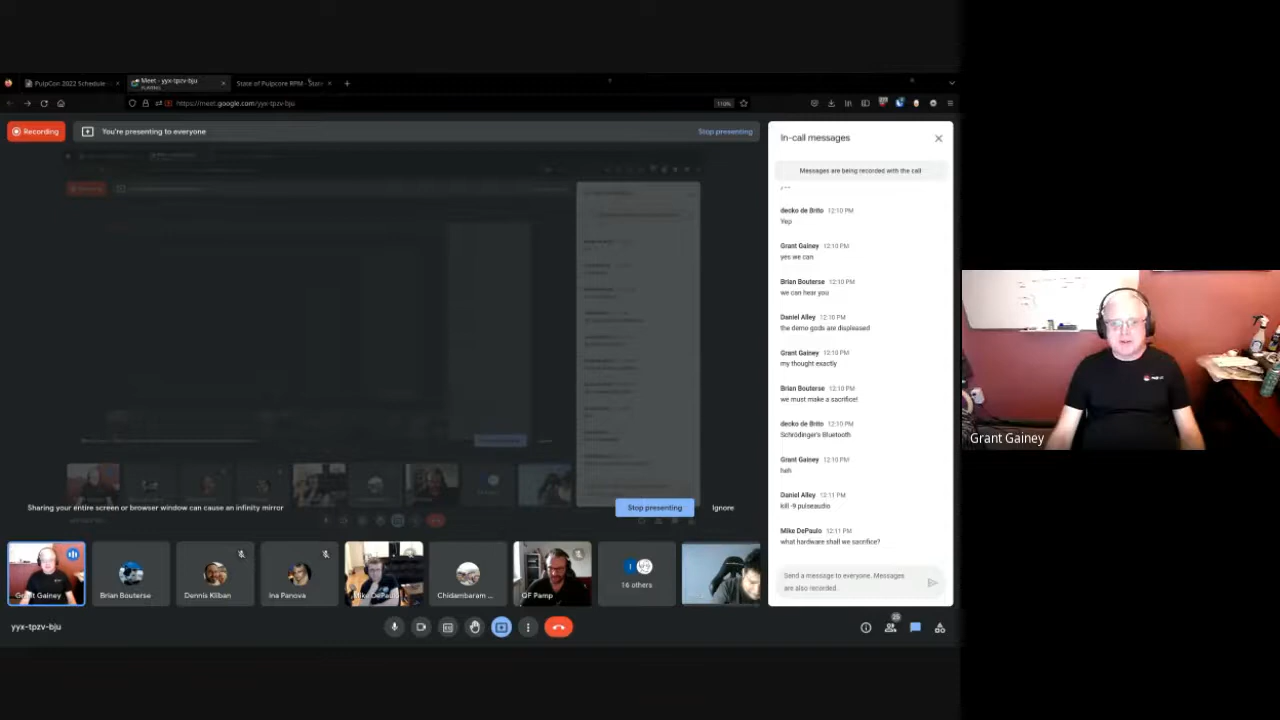 PulpCon 2022 Schedule
Meet - yyx-tpzv-bju
PLAYING
State of Pulpcore RPM - State
https://meet.google.com/yyx-tpzv-bju
110%
Recording
You're presenting to everyone
Stop presenting
In-call messages
Messages are being recorded with the call
decko de Brito 12:10 PM
Yep
Grant Gainey 12:10 PM
yes we can
Brian Bouterse 12:10 PM
we can hear you
Daniel Alley 12:10 PM
the demo gods are displeased
Grant Gainey 12:10 PM
my thought exactly
Brian Bouterse 12:10 PM
we must make a sacrifice!
decko de Brito 12:10 PM
Schrödinger's Bluetooth
Grant Gainey 12:10 PM
hah
Daniel Alley 12:11 PM
kill -9 pulseaudio
Mike DePaulo 12:11 PM
what hardware shall we sacrifice?
Send a message to everyone. Messages
are also recorded.
Sharing your entire screen or browser window can cause an infinity mirror
Stop presenting
Ignore
Grant Gainey
Brian Bouterse
Dennis Kliban
Ina Panova
Mike DePaulo
Chidambaram ...
QF Pamp
16 others
yyx-tpzv-bju
Grant Gainey